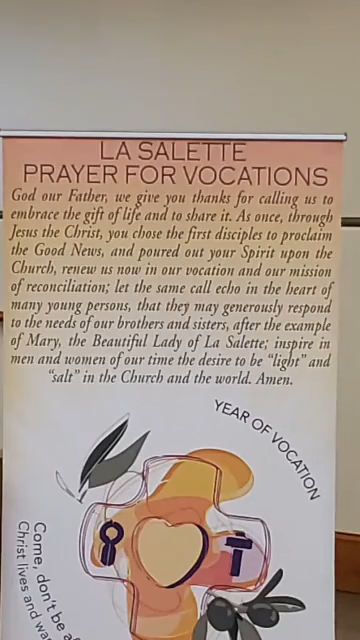 LA SALETTE
PRAYER FOR VOCATIONS
God our Father, we give you thanks for calling us to
embrace the gift of life and to share it. As once, through
Jesus the Christ, you chose the first disciples to proclaim
the Good News, and poured out your Spirit upon the
Church, renew us now in our vocation and our mission
of reconciliation; let the same call echo in the heart of
many young persons, that they may generously respond
to the needs of our brothers and sisters, after the example
of Mary, the Beautiful Lady of La Salette; inspire in
men and women of our time the desire to be “light” and
“salt” in the Church and the world. Amen.
YEAR OF VOCATION
Come, don't be
Christ lives and